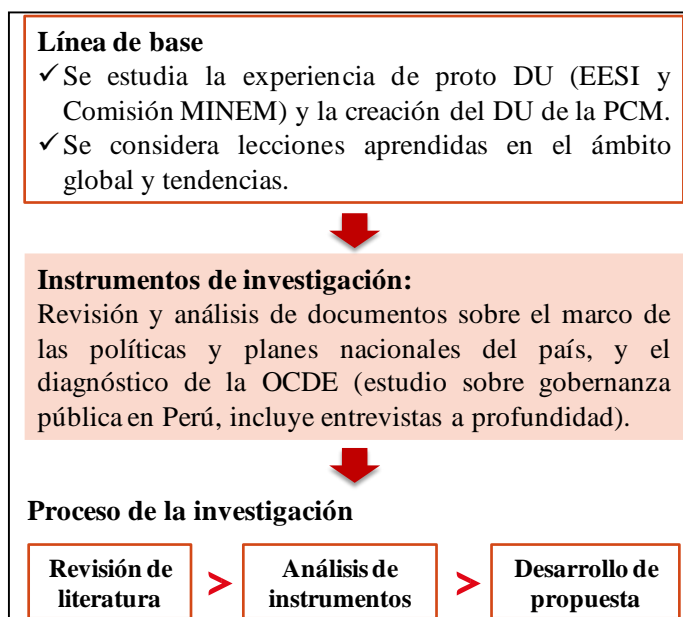 Línea de base
✓ Se estudia la experiencia de proto DU (EESI y
Comisión MINEM) y la creación del DU de la PCM.
✓ Se considera lecciones aprendidas en el ámbito
global y tendencias.
Instrumentos de investigación:
Revisión y análisis de documentos sobre el marco de
las políticas y planes nacionales del país, y el
diagnóstico de la OCDE (estudio sobre gobernanza
pública en Perú, incluye entrevistas a profundidad).
Proceso de la investigación
Revisión de
literatura
>
Análisis de
instrumentos
>
Desarrollo de
propuesta